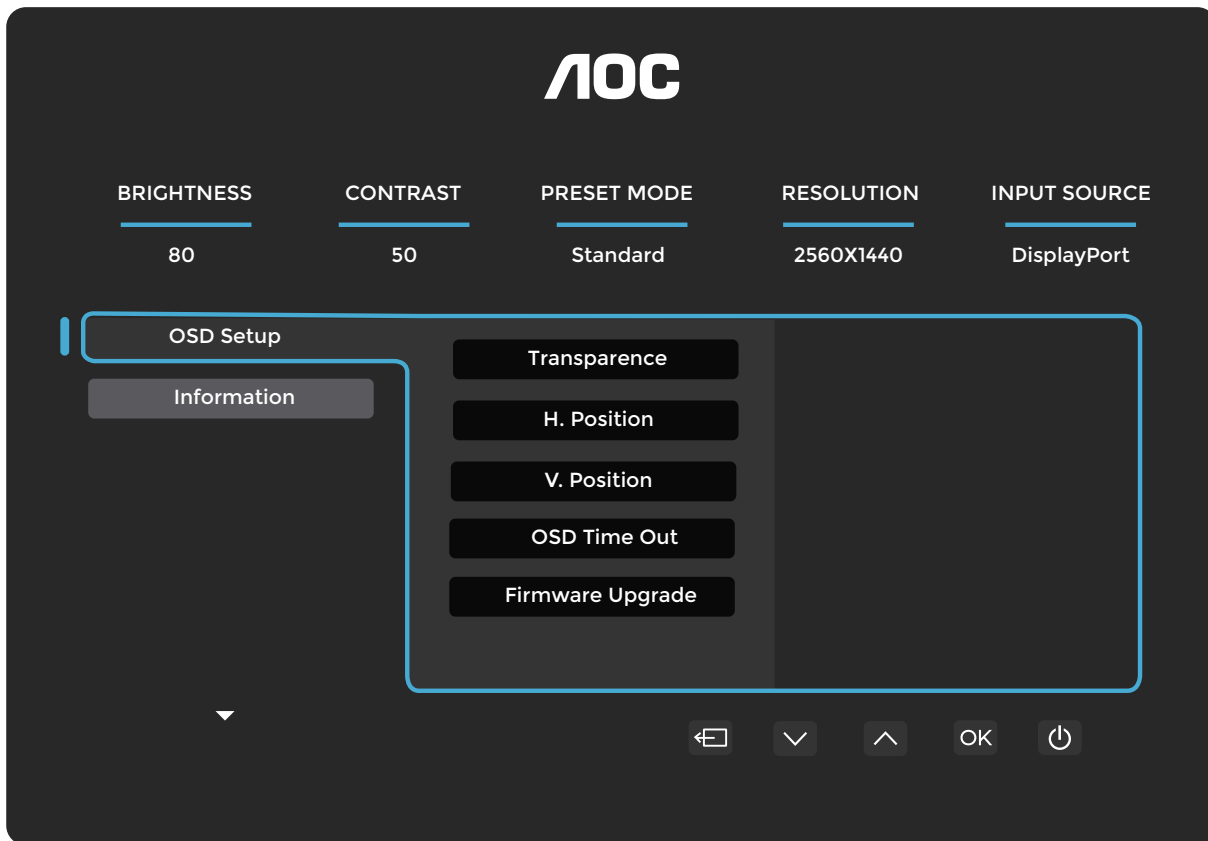 AOC
BRIGHTNESS CONTRAST PRESET MODE RESOLUTION INPUT SOURCE
80 50 Standard 2560X1440 DisplayPort
OSD Setup
Information
Transparence
H. Position
V. Position
OSD Time Out
Firmware Upgrade
OK